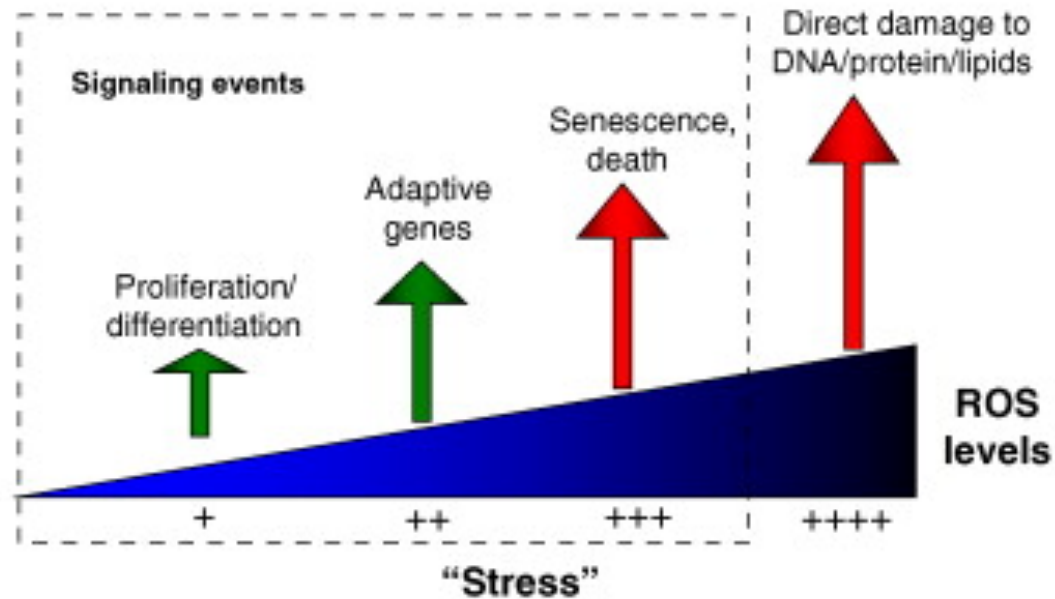 Direct damage to
DNA/protein/lipids
Signaling events
Senescence,
death
Adaptive
genes
Proliferation/
differentiation
ROS
levels
+
++
+++
++++
“Stress”